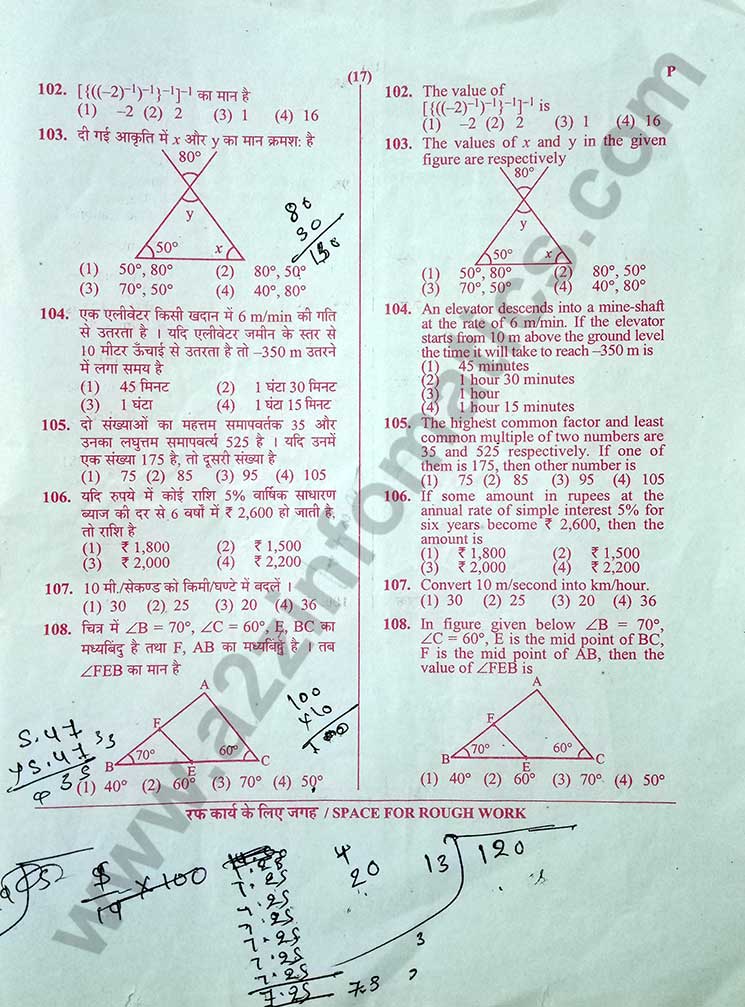 (17)
P
102. [{((–2)⁻¹)⁻¹}⁻¹]⁻¹ का मान है
(1) –2 (2) 2 (3) 1 (4) 16
103. दी गई आकृति में x और y का मान क्रमश: है
80°
y
50°
x
(1) 50°, 80° (2) 80°, 50°
(3) 70°, 50° (4) 40°, 80°
104. एक एलीवेटर किसी खदान में 6 m/min की गति
से उतरता है । यदि एलीवेटर जमीन के स्तर से
10 मीटर ऊँचाई से उतरता है तो –350 m उतरने
में लगा समय है
(1) 45 मिनट (2) 1 घंटा 30 मिनट
(3) 1 घंटा (4) 1 घंटा 15 मिनट
105. दो संख्याओं का महत्तम समापवर्तक 35 और
उनका लघुत्तम समापवर्त्य 525 है । यदि उनमें
एक संख्या 175 है, तो दूसरी संख्या है
(1) 75 (2) 85 (3) 95 (4) 105
106. यदि रुपये में कोई राशि 5% वार्षिक साधारण
ब्याज की दर से 6 वर्षों में ₹ 2,600 हो जाती है,
तो राशि है
(1) ₹ 1,800 (2) ₹ 1,500
(3) ₹ 2,000 (4) ₹ 2,200
107. 10 मी./सेकण्ड को किमी/घण्टे में बदलें ।
(1) 30 (2) 25 (3) 20 (4) 36
108. चित्र में ∠B = 70°, ∠C = 60°, E, BC का
मध्यबिंदु है तथा F, AB का मध्यबिंदु है । तब
∠FEB का मान है
A
F
70°
60°
B
E
C
(1) 40° (2) 60° (3) 70° (4) 50°
102. The value of
[{((–2)⁻¹)⁻¹}⁻¹]⁻¹ is
(1) –2 (2) 2 (3) 1 (4) 16
103. The values of x and y in the given
figure are respectively
80°
y
50°
x
(1) 50°, 80° (2) 80°, 50°
(3) 70°, 50° (4) 40°, 80°
104. An elevator descends into a mine-shaft
at the rate of 6 m/min. If the elevator
starts from 10 m above the ground level
the time it will take to reach –350 m is
(1) 45 minutes
(2) 1 hour 30 minutes
(3) 1 hour
(4) 1 hour 15 minutes
105. The highest common factor and least
common multiple of two numbers are
35 and 525 respectively. If one of
them is 175, then other number is
(1) 75 (2) 85 (3) 95 (4) 105
106. If some amount in rupees at the
annual rate of simple interest 5% for
six years become ₹ 2,600, then the
amount is
(1) ₹ 1,800 (2) ₹ 1,500
(3) ₹ 2,000 (4) ₹ 2,200
107. Convert 10 m/second into km/hour.
(1) 30 (2) 25 (3) 20 (4) 36
108. In figure given below ∠B = 70°,
∠C = 60°, E is the mid point of BC,
F is the mid point of AB, then the
value of ∠FEB is
A
F
70°
60°
B
E
C
(1) 40° (2) 60° (3) 70° (4) 50°
रफ कार्य के लिए जगह / SPACE FOR ROUGH WORK
www.a2zinfomatics.com
80
30
100
5.47
× 100
20
13
120
7.25
7.25
7.25
7.25